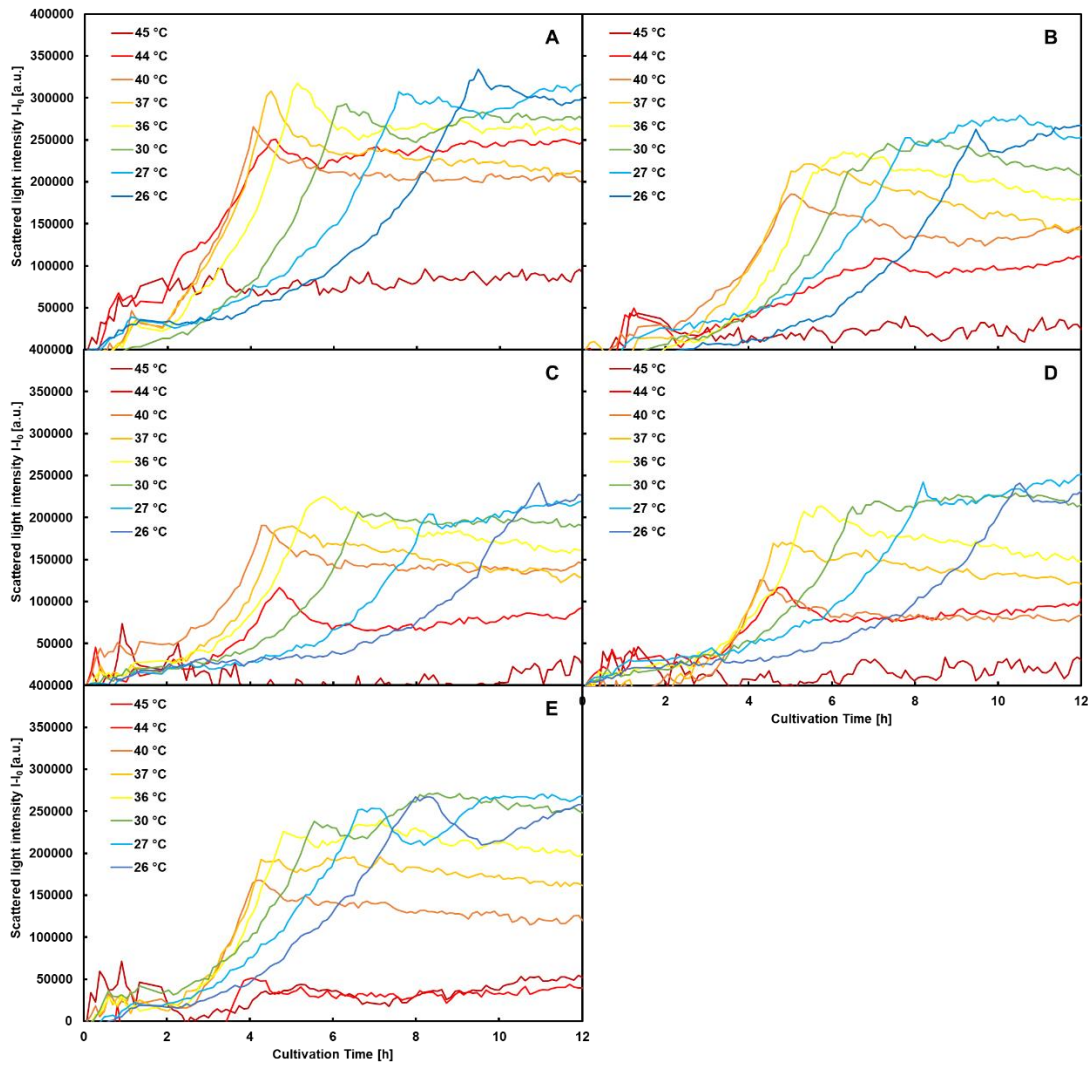 400000
350000
300000
250000
200000
150000
100000
50000
400000
Scattered light intensity I-I₀ [a.u.]
45 °C
44 °C
40 °C
37 °C
36 °C
30 °C
27 °C
26 °C
A
45 °C
44 °C
40 °C
37 °C
36 °C
30 °C
27 °C
26 °C
B
350000
300000
250000
200000
150000
100000
50000
400000
Scattered light intensity I-I₀ [a.u.]
45 °C
44 °C
40 °C
37 °C
36 °C
30 °C
27 °C
26 °C
C
45 °C
44 °C
40 °C
37 °C
36 °C
30 °C
27 °C
26 °C
D
0 2 4 6 8 10 12
Cultivation Time [h]
350000
300000
250000
200000
150000
100000
50000
0
Scattered light intensity I-I₀ [a.u.]
45 °C
44 °C
40 °C
37 °C
36 °C
30 °C
27 °C
26 °C
E
0 2 4 6 8 10 12
Cultivation Time [h]